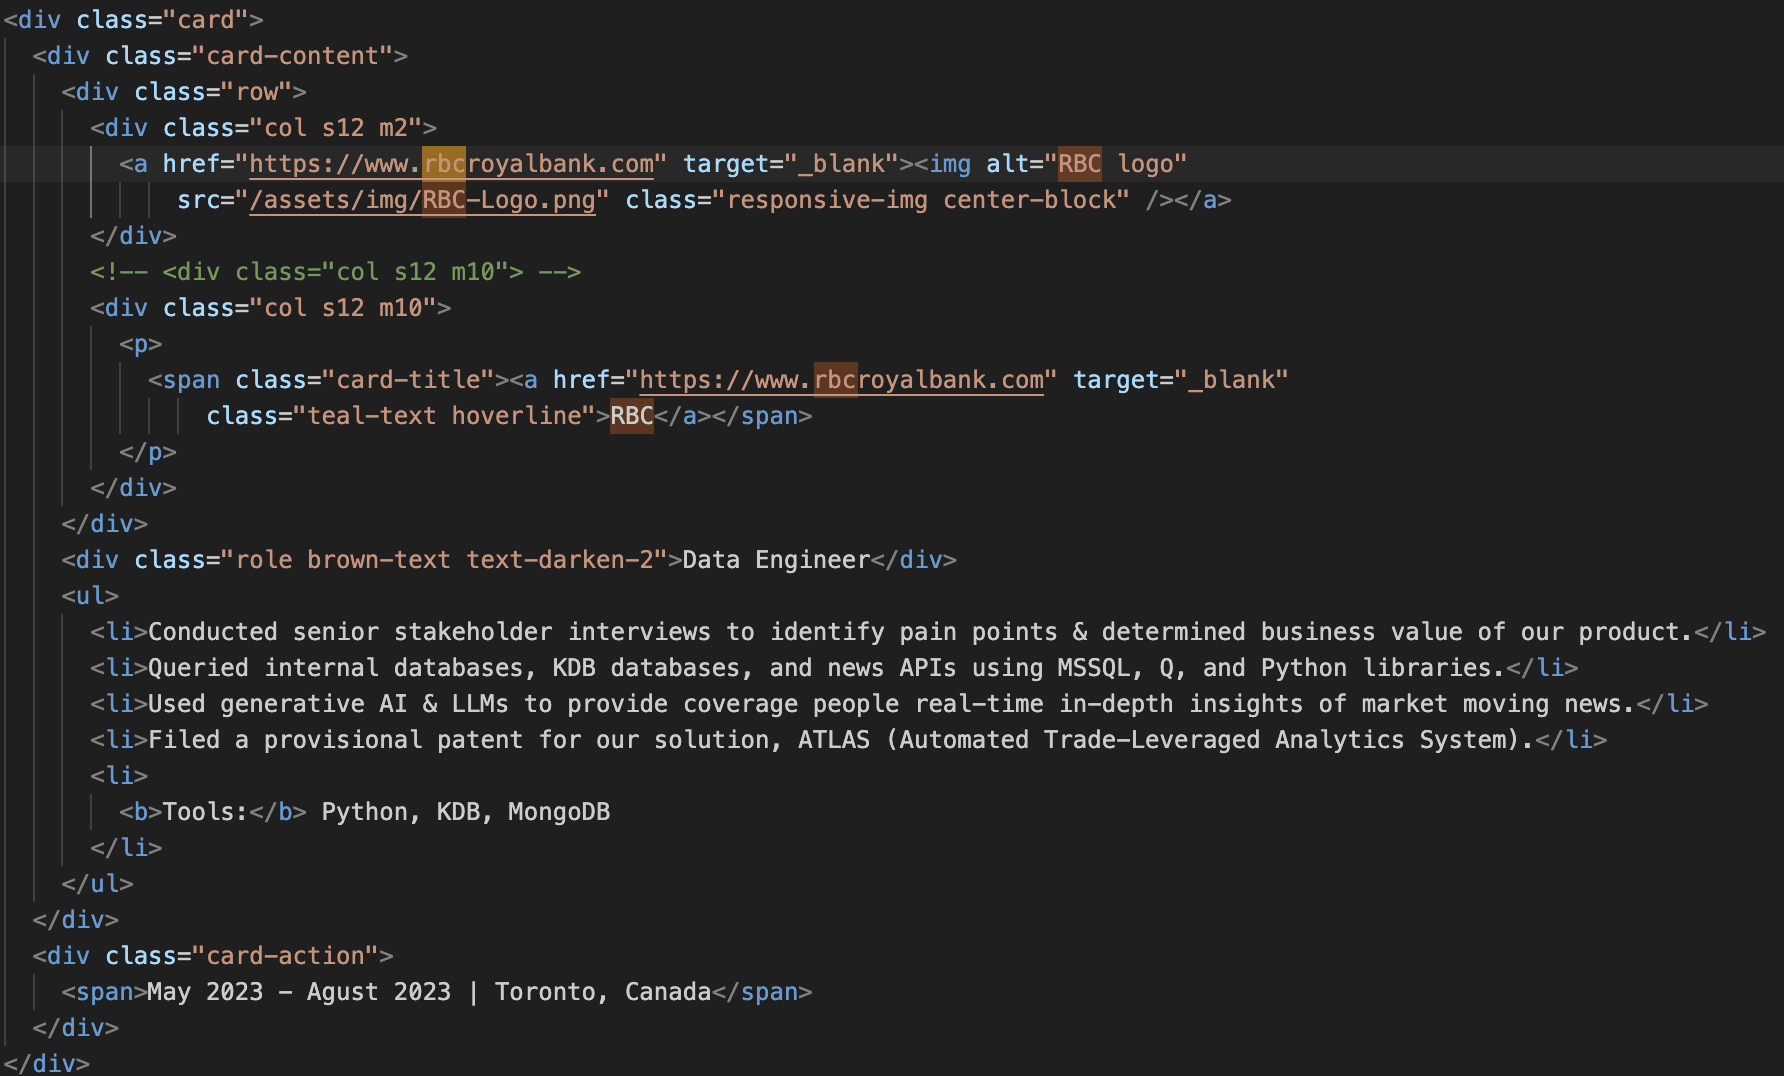 <div class="card">
<div class="card-content">
<div class="row">
<div class="col s12 m2">
<a href="https://www.rbcroyalbank.com" target="_blank"><img alt="RBC logo"
src="/assets/img/RBC-Logo.png" class="responsive-img center-block" /></a>
</div>
<!-- <div class="col s12 m10"> -->
<div class="col s12 m10">
<p>
<span class="card-title"><a href="https://www.rbcroyalbank.com" target="_blank"
class="teal-text hoverline">RBC</a></span>
</p>
</div>
</div>
<div class="role brown-text text-darken-2">Data Engineer</div>
<ul>
<li>Conducted senior stakeholder interviews to identify pain points & determined business value of our product.</li>
<li>Queried internal databases, KDB databases, and news APIs using MSSQL, Q, and Python libraries.</li>
<li>Used generative AI & LLMs to provide coverage people real-time in-depth insights of market moving news.</li>
<li>Filed a provisional patent for our solution, ATLAS (Automated Trade-Leveraged Analytics System).</li>
<li>
<b>Tools:</b> Python, KDB, MongoDB
</li>
</ul>
</div>
<div class="card-action">
<span>May 2023 - Agust 2023 | Toronto, Canada</span>
</div>
</div>